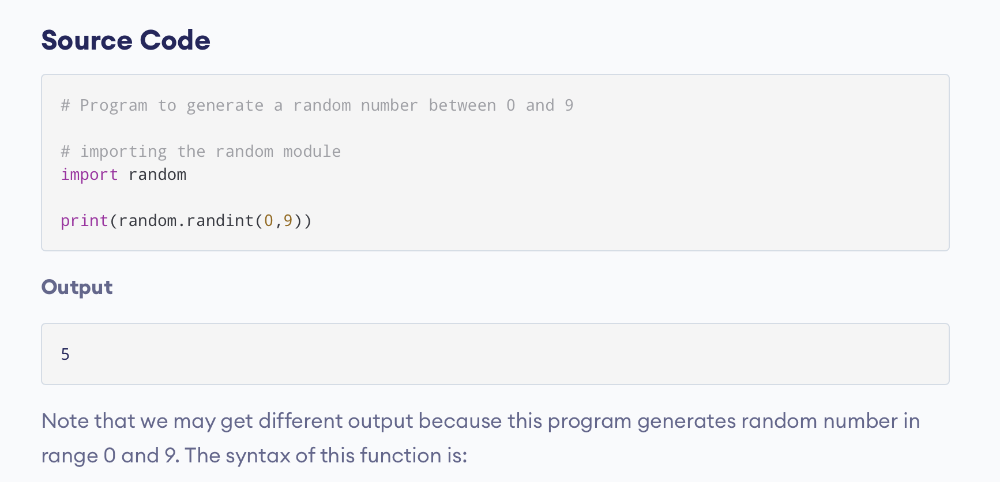 Source Code
# Program to generate a random number between 0 and 9
# importing the random module
import random
print(random.randint(0,9))
Output
5
Note that we may get different output because this program generates random number in
range 0 and 9. The syntax of this function is: